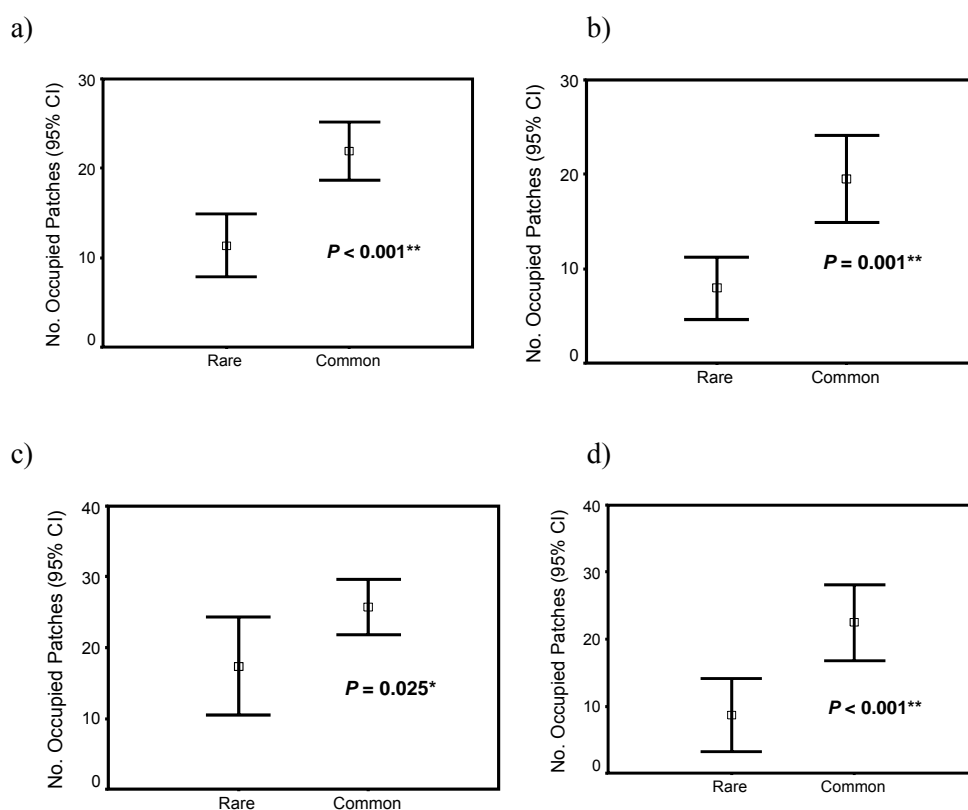 a)
No. Occupied Patches (95% CI)
30
20
10
0
P < 0.001**
Rare Common
b)
No. Occupied Patches (95% CI)
30
20
10
0
P = 0.001**
Rare Common
c)
No. Occupied Patches (95% CI)
40
30
20
10
0
P = 0.025*
Rare Common
d)
No. Occupied Patches (95% CI)
40
30
20
10
0
P < 0.001**
Rare Common